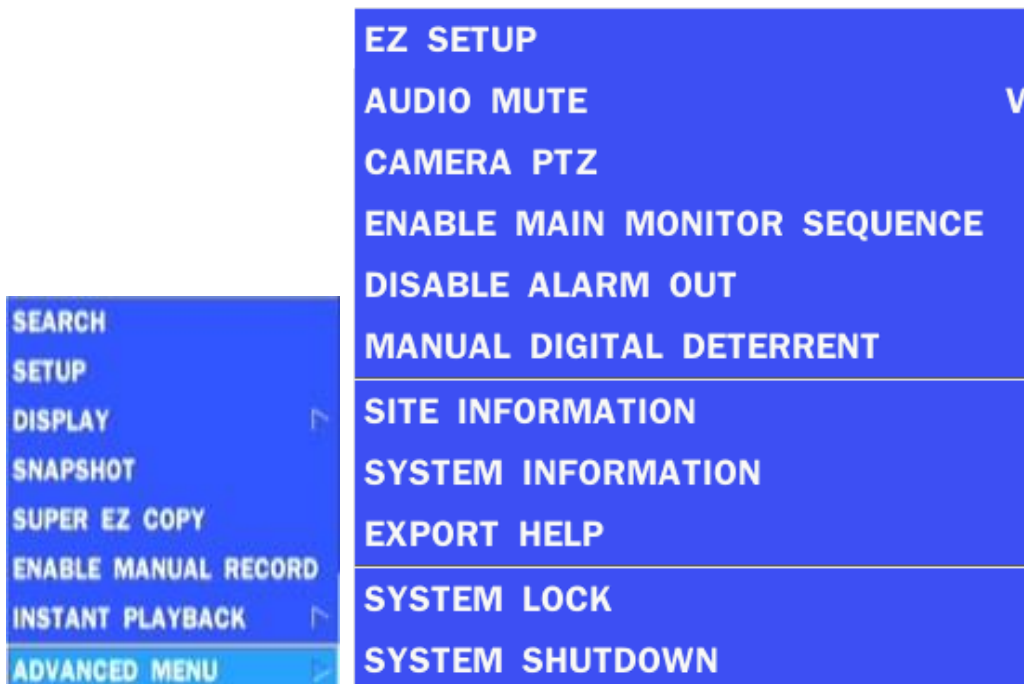 SEARCH
SETUP
DISPLAY
SNAPSHOT
SUPER EZ COPY
ENABLE MANUAL RECORD
INSTANT PLAYBACK
ADVANCED MENU
EZ SETUP
AUDIO MUTE V
CAMERA PTZ
ENABLE MAIN MONITOR SEQUENCE
DISABLE ALARM OUT
MANUAL DIGITAL DETERRENT
SITE INFORMATION
SYSTEM INFORMATION
EXPORT HELP
SYSTEM LOCK
SYSTEM SHUTDOWN